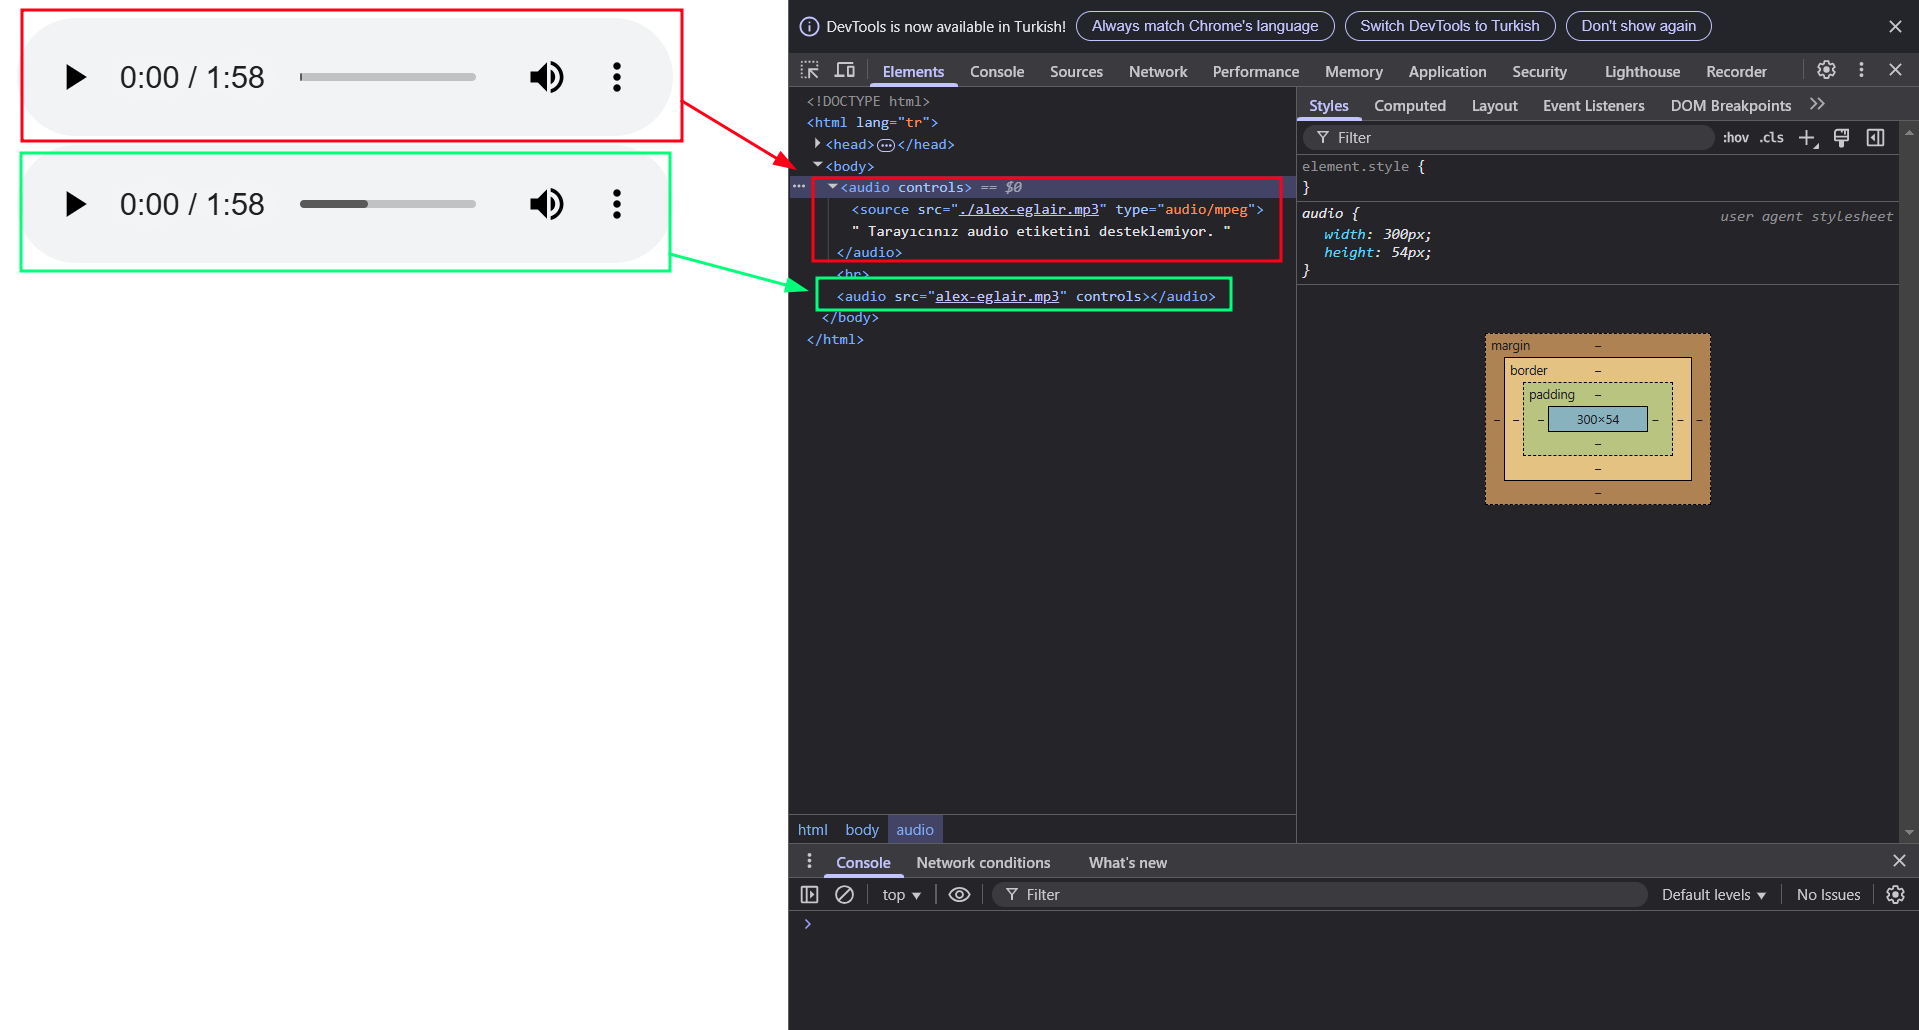 0:00 / 1:58
0:00 / 1:58
DevTools is now available in Turkish! Always match Chrome's language Switch DevTools to Turkish Don't show again
Elements Console Sources Network Performance Memory Application Security Lighthouse Recorder
<!DOCTYPE html>
<html lang="tr">
<head> </head>
<body>
<audio controls> == $0
<source src="./alex-eglair.mp3" type="audio/mpeg">
" Tarayıcınız audio etiketini desteklemiyor. "
</audio>
<hr>
<audio src="alex-eglair.mp3" controls></audio>
</body>
</html>
html body audio
Styles Computed Layout Event Listeners DOM Breakpoints
Filter :hov .cls
element.style {
}
audio { user agent stylesheet
width: 300px;
height: 54px;
}
margin –
border –
padding –
– – – 300×54 – – –
–
–
–
Console Network conditions What's new
top Filter Default levels No Issues